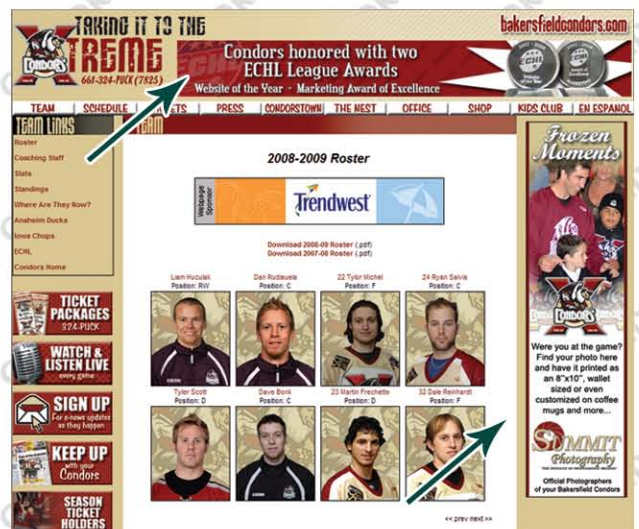 TAKING IT TO THE
XTREME
CONDORS
661-324-PUCK (7825)
bakersfieldcondors.com
Condors honored with two
ECHL League Awards
Website of the Year - Marketing Award of Excellence
TEAM
SCHEDULE
ETS
PRESS
CONDORSTOWN
THE NEST
OFFICE
SHOP
KIDS CLUB
EN ESPANOL
TEAM LINKS
TEAM
Roster
Coaching Staff
Stats
Standings
Where Are They Now?
Anaheim Ducks
Iowa Chops
ECHL
Condors Home
TICKET
PACKAGES
324-PUCK
WATCH &
LISTEN LIVE
every game
SIGN UP
For e-news updates
as they happen
KEEP UP
with your
Condors
SEASON
TICKET
HOLDERS
2008-2009 Roster
Webpage
Sponsor
Trendwest
Download 2008-09 Roster (.pdf)
Download 2007-08 Roster (.pdf)
Liam Huculak
Position: RW
Dan Rudisuela
Position: C
22 Tylor Michel
Position: F
24 Ryan Salvis
Position: C
Tyler Scott
Position: D
Dave Bonk
Position: C
23 Martin Frechette
Position: D
32 Dale Reinhardt
Position: F
<< prev next >>
Frozen
Moments
CONDORS
Were you at the game?
Find your photo here
and have it printed as
an 8"x10", wallet
sized or even
customized on coffee
mugs and more...
SUMMIT
Photography
Official Photographers
of your Bakersfield Condors